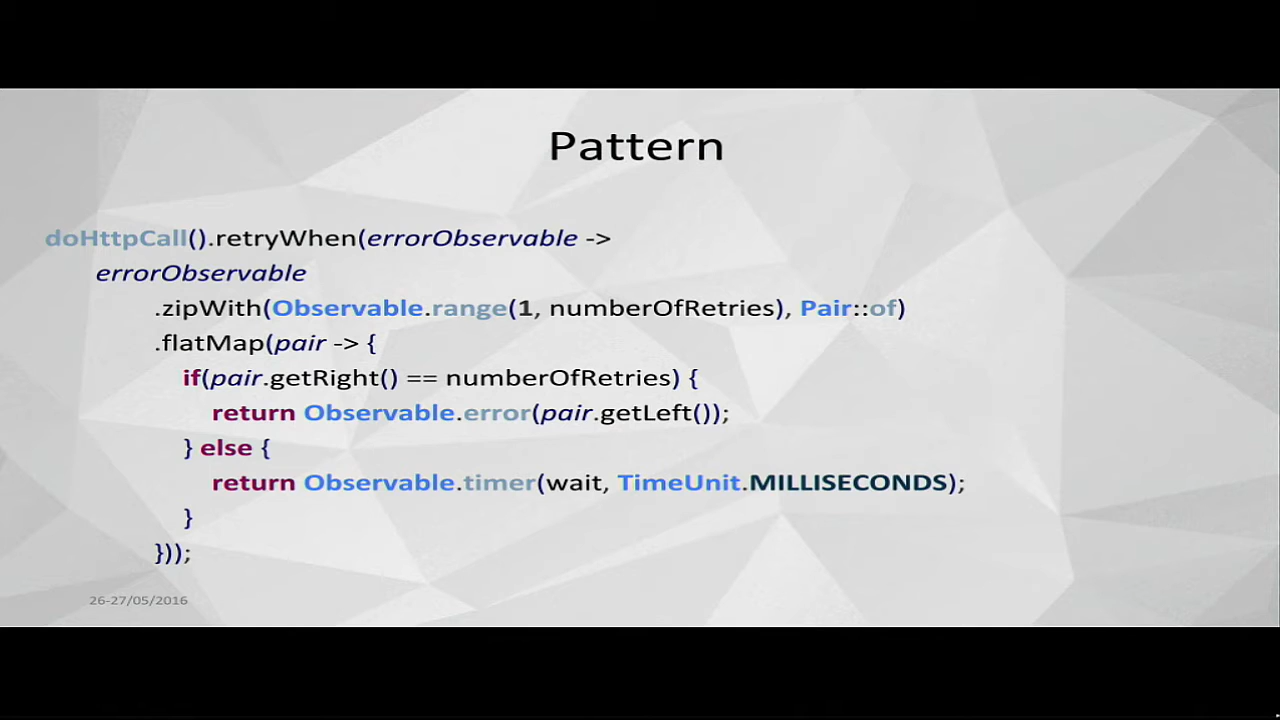 Pattern
doHttpCall().retryWhen(errorObservable ->
errorObservable
.zipWith(Observable.range(1, numberOfRetries), Pair::of)
.flatMap(pair -> {
if(pair.getRight() == numberOfRetries) {
return Observable.error(pair.getLeft());
} else {
return Observable.timer(wait, TimeUnit.MILLISECONDS);
}
}));
26-27/05/2016